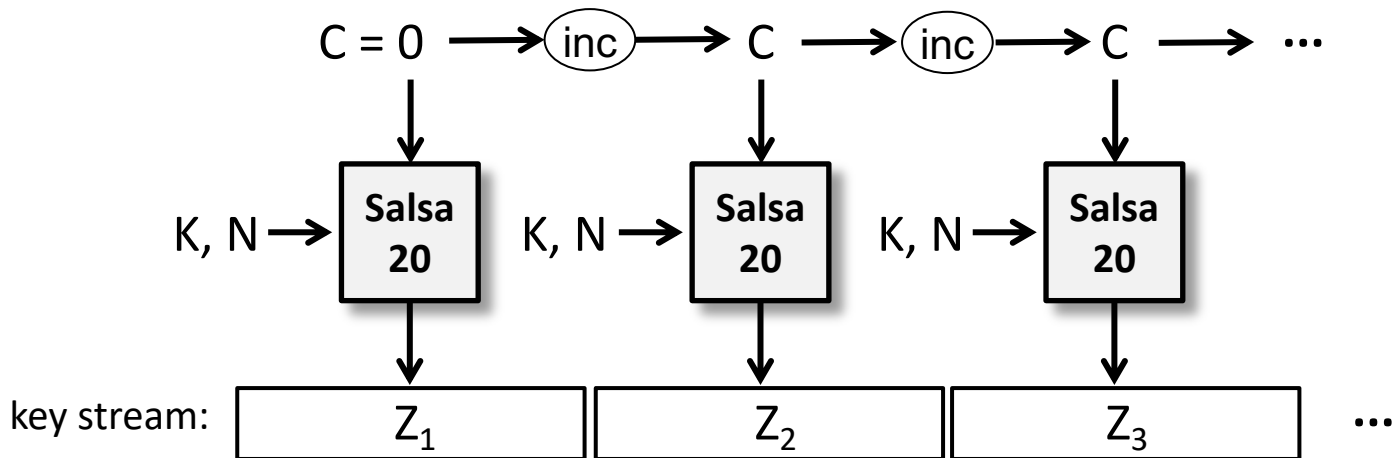 C = 0 inc C inc C ...
Salsa Salsa Salsa
K, N 20 K, N 20 K, N 20
key stream: Z₁ Z₂ Z₃ ...